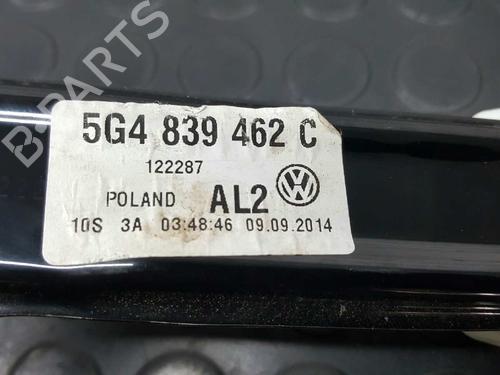 B-PARTS
5G4 839 462 C
122287
POLAND AL2
10S 3A 03:48:46 09.09.2014